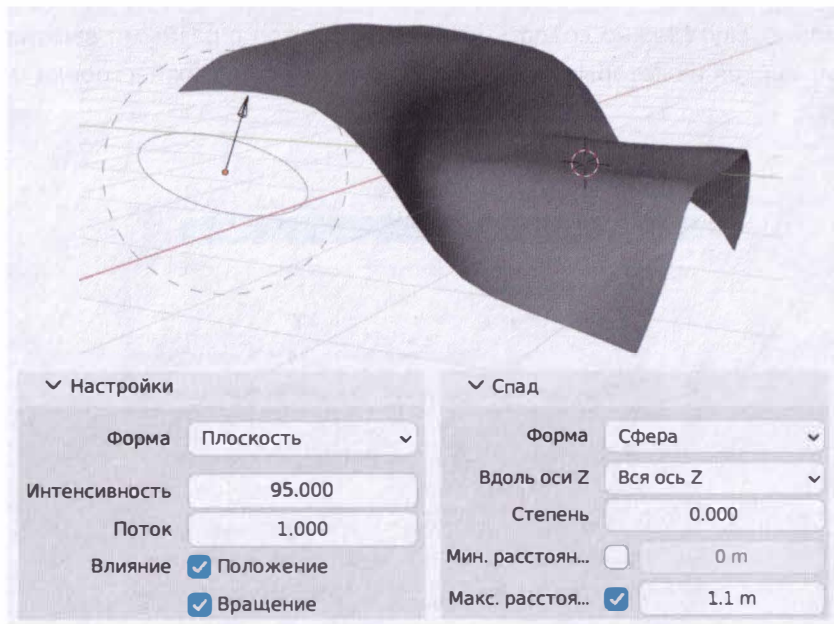 Настройки
Форма Плоскость
Интенсивность 95.000
Поток 1.000
Влияние Положение
Вращение
Спад
Форма Сфера
Вдоль оси Z Вся ось Z
Степень 0.000
Мин. расстоян... 0 m
Макс. расстоя... 1.1 m